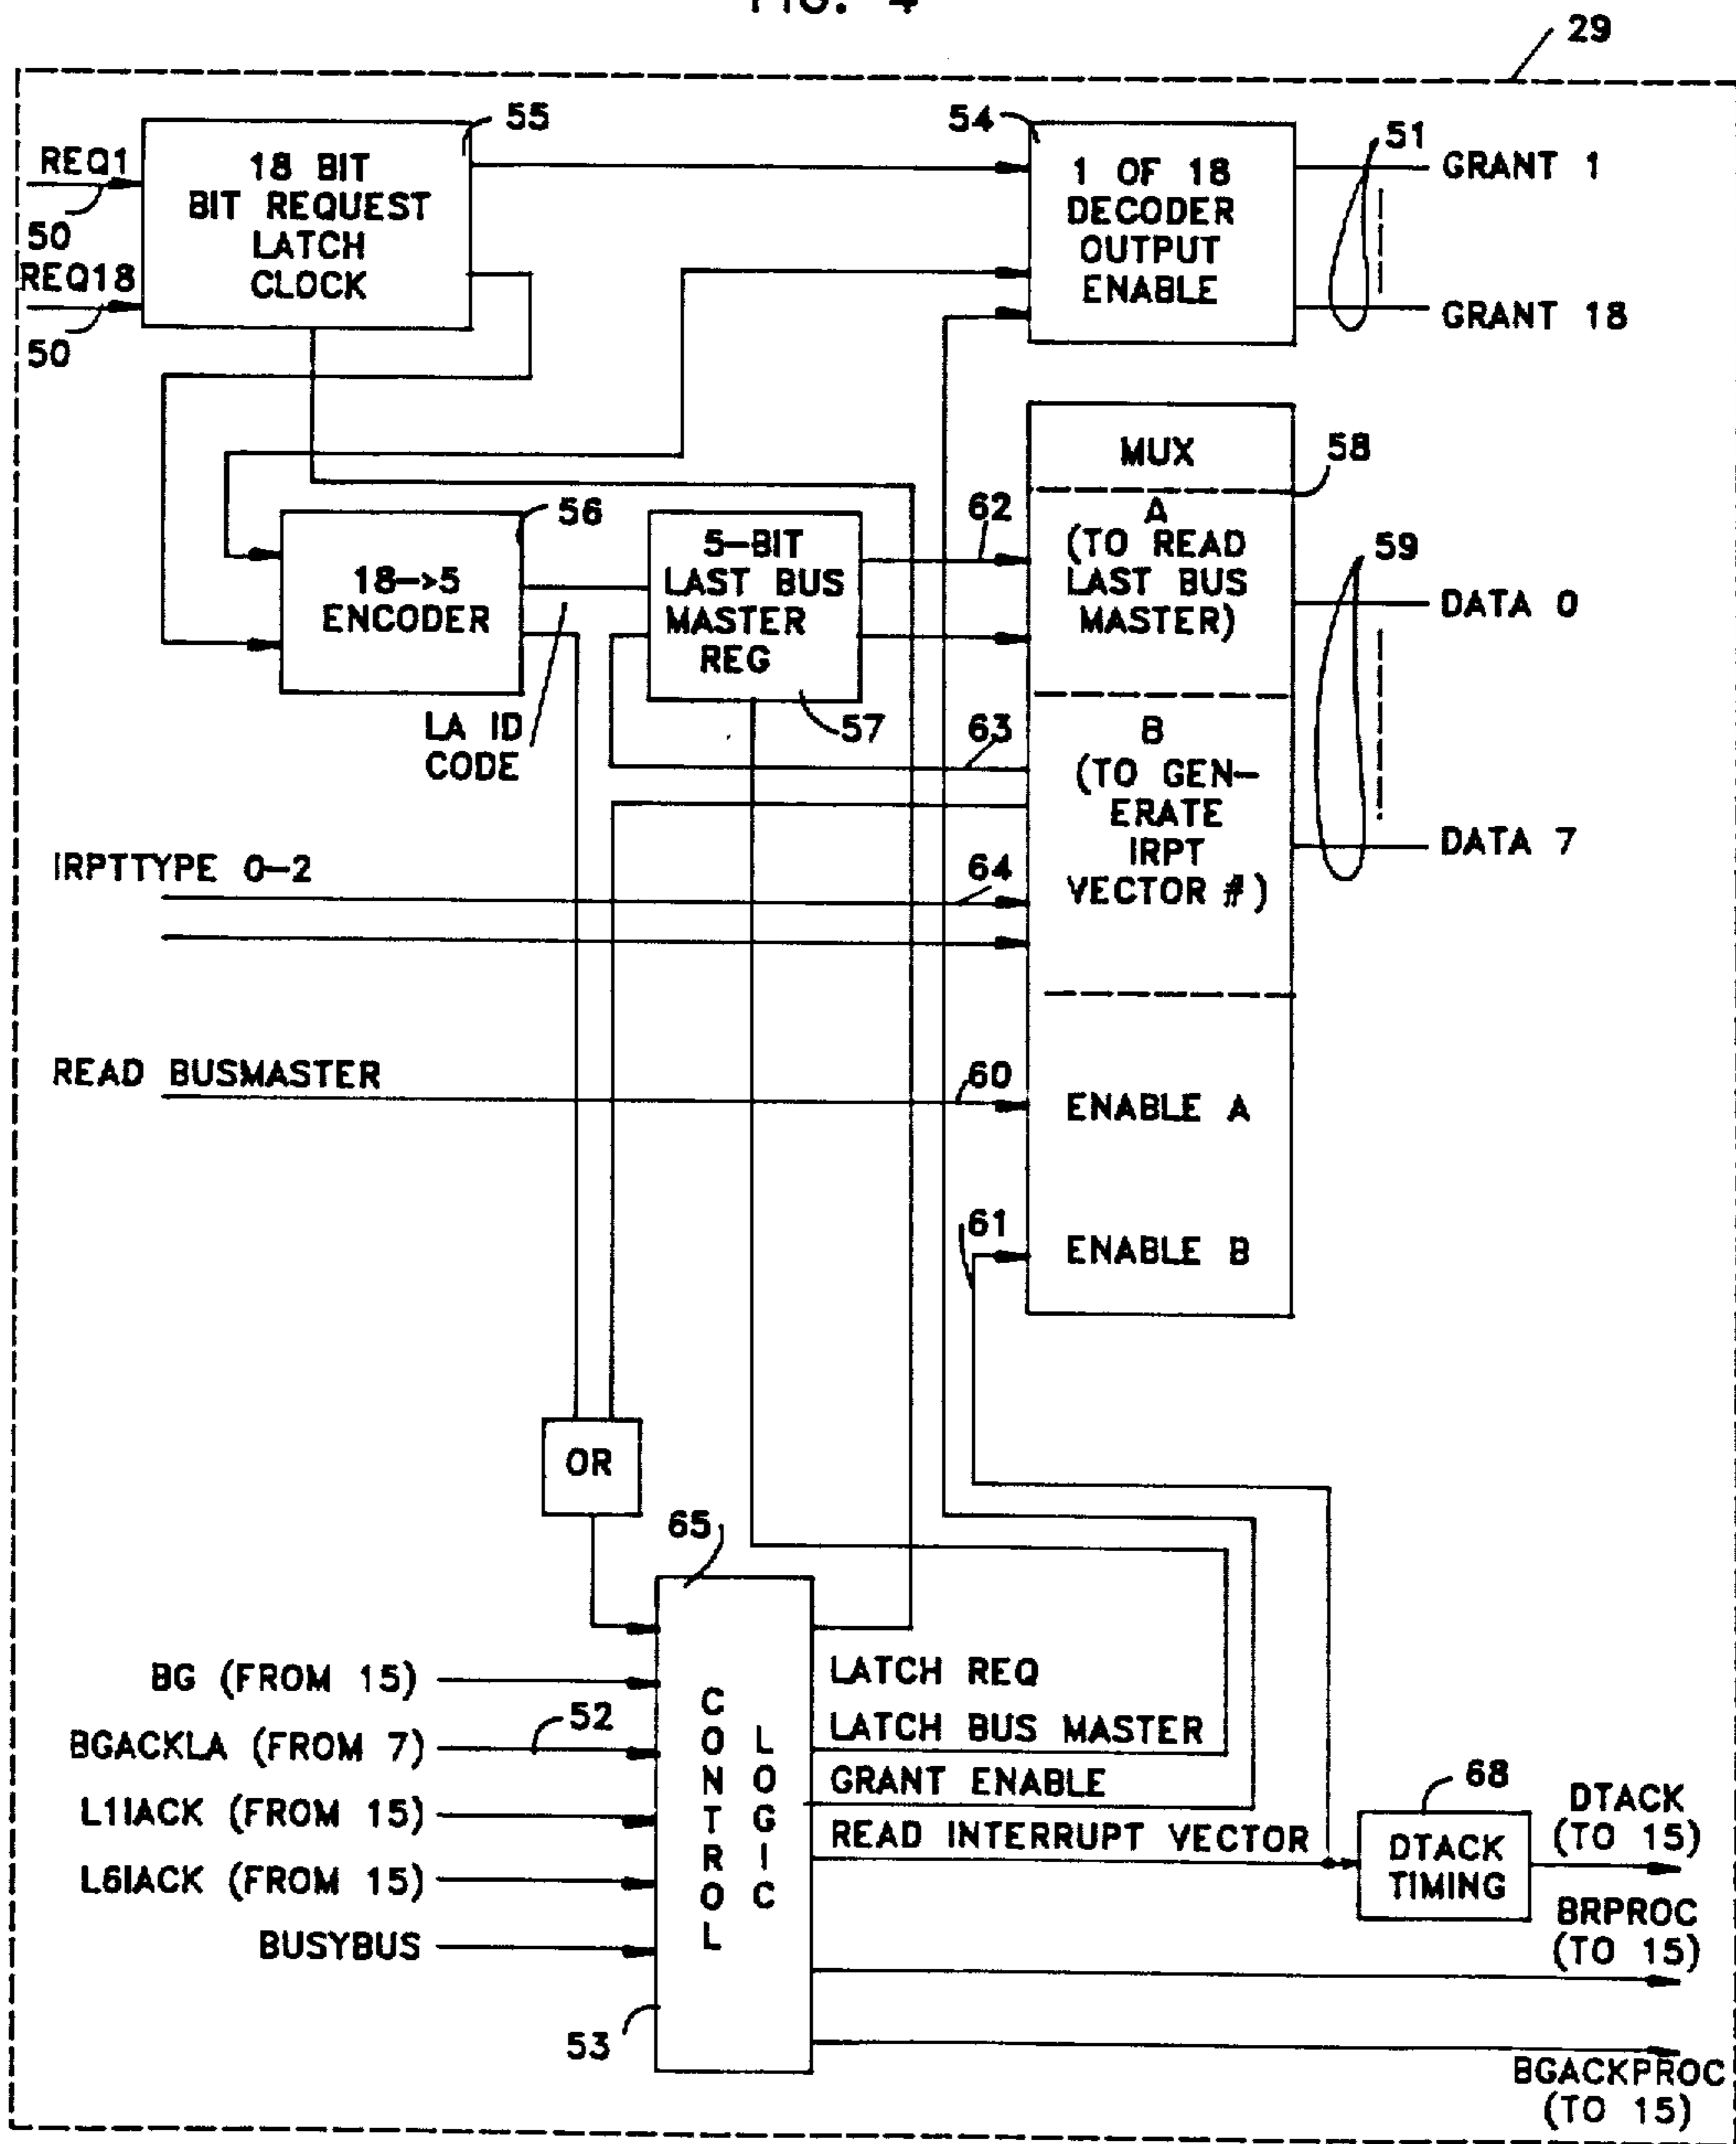 FIG. 4
29
55
54
51
REQ1
18 BIT
BIT REQUEST
LATCH
CLOCK
1 OF 18
DECODER
OUTPUT
ENABLE
GRANT 1
50
REQ18
50
GRANT 18
MUX
58
56
62
A
(TO READ
LAST BUS
MASTER)
59
18->5
ENCODER
5-BIT
LAST BUS
MASTER
REG
DATA 0
LA ID
CODE
57
63
B
(TO GEN-
ERATE
IRPT
VECTOR #)
DATA 7
IRPTTYPE 0-2
64
READ BUSMASTER
60
ENABLE A
61
ENABLE B
OR
65
BG (FROM 15)
LATCH REQ
BGACKLA (FROM 7)
52
CONTROL
LOGIC
LATCH BUS MASTER
GRANT ENABLE
L1IACK (FROM 15)
READ INTERRUPT VECTOR
68
DTACK
TIMING
DTACK
(TO 15)
L6IACK (FROM 15)
BRPROC
(TO 15)
BUSYBUS
53
BGACKPROC
(TO 15)